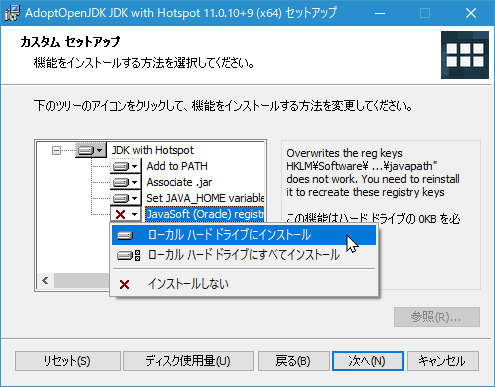 AdoptOpenJDK JDK with Hotspot 11.0.10+9 (x64) セットアップ
カスタム セットアップ
機能をインストールする方法を選択してください。
下のツリーのアイコンをクリックして、機能をインストールする方法を変更してください。
JDK with Hotspot
Add to PATH
Associate .jar
Set JAVA_HOME variable
JavaSoft (Oracle) registr
Overwrites the reg keys
HKLM¥Software¥ ...¥javapath"
does not work. You need to reinstall
it to recreate these registry keys
この機能はハード ドライブの 0KB を必
ローカル ハード ドライブにインストール
ローカル ハード ドライブにすべてインストール
インストールしない
参照(R)...
リセット(S)
ディスク使用量(U)
戻る(B)
次へ(N)
キャンセル